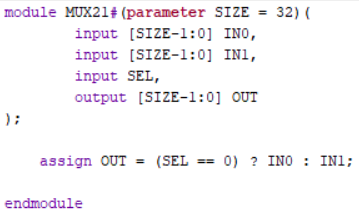 module MUX21#(parameter SIZE = 32)(
input [SIZE-1:0] IN0,
input [SIZE-1:0] IN1,
input SEL,
output [SIZE-1:0] OUT
);
assign OUT = (SEL == 0) ? IN0 : IN1;
endmodule